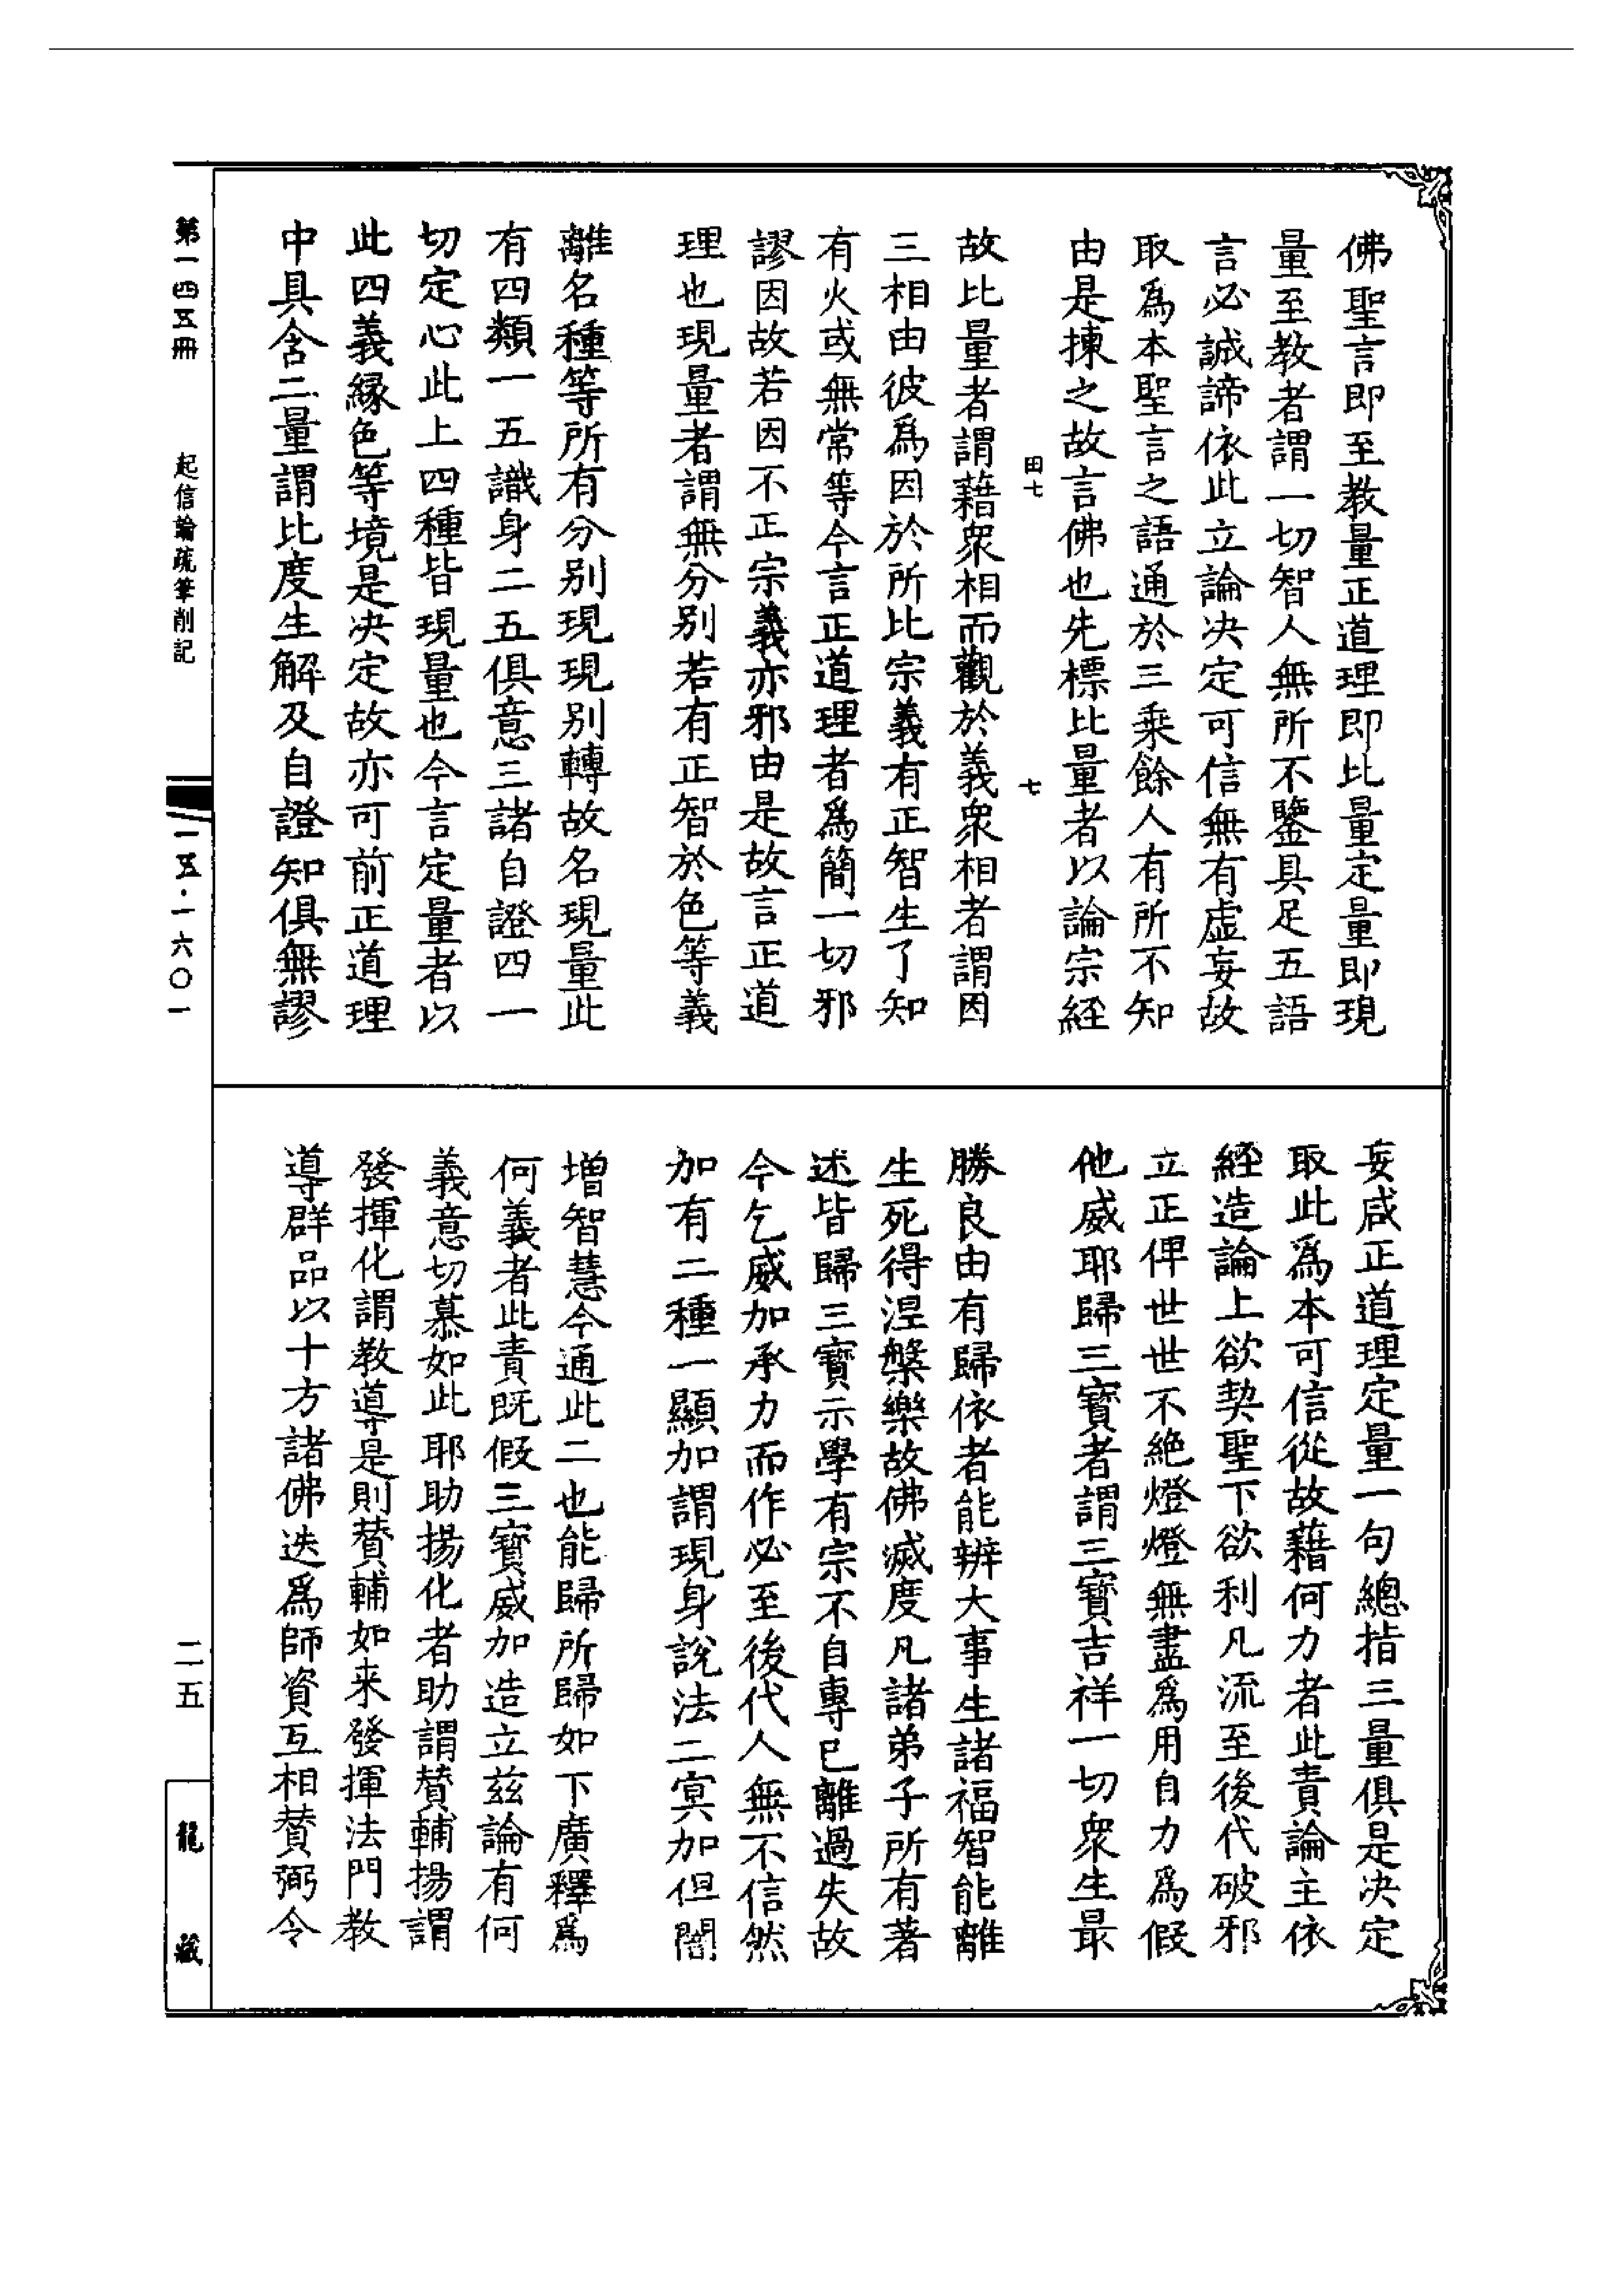 佛聖言即至教量正道理即比量定量即現
量至教者謂一切智人無所不鑒具足五語
言必誠諦依此立論決定可信無有虛妄故
取為本聖言之語通於三乘餘人有所不知
由是揀之故言佛也先標比量者以論宗經
田七
七
故比量者謂藉衆相而觀於義衆相者謂因
三相由彼為因於所比宗義有正智生了知
有火或無常等今言正道理者為簡一切邪
謬因故若因不正宗義亦邪由是故言正道
理也現量者謂無分別若有正智於色等義
離名種等所有分別現現別轉故名現量此
有四類一五識身二五俱意三諸自證四一
切定心此上四種皆現量也今言定量者以
此四義緣色等境是決定故亦可前正道理
中具含二量謂比度生解及自證知俱無謬
妄咸正道理定量一句總指三量俱是決定
取此為本可信從故藉何力者此責論主依
經造論上欲契聖下欲利凡流至後代破邪
立正俾世世不絕燈燈無盡為用自力為假
他威耶歸三寶者謂三寶吉祥一切衆生最
勝良由有歸依者能辨大事生諸福智能離
生死得涅槃樂故佛滅度凡諸弟子所有著
述皆歸三寶示學有宗不自專已離過失故
今乞威加承力而作必至後代人無不信然
加有二種一顯加謂現身說法二冥加但闇
增智慧今通此二也能歸所歸如下廣釋為
何義者此責既假三寶威加造立茲論有何
義意切慕如此耶助揚化者助謂贊輔揚謂
發揮化謂教導是則贊輔如来發揮法門教
導群品以十方諸佛迭為師資互相贊弼令
第一四五冊
起信論疏筆削記
一五·一六〇一
二五
龍藏